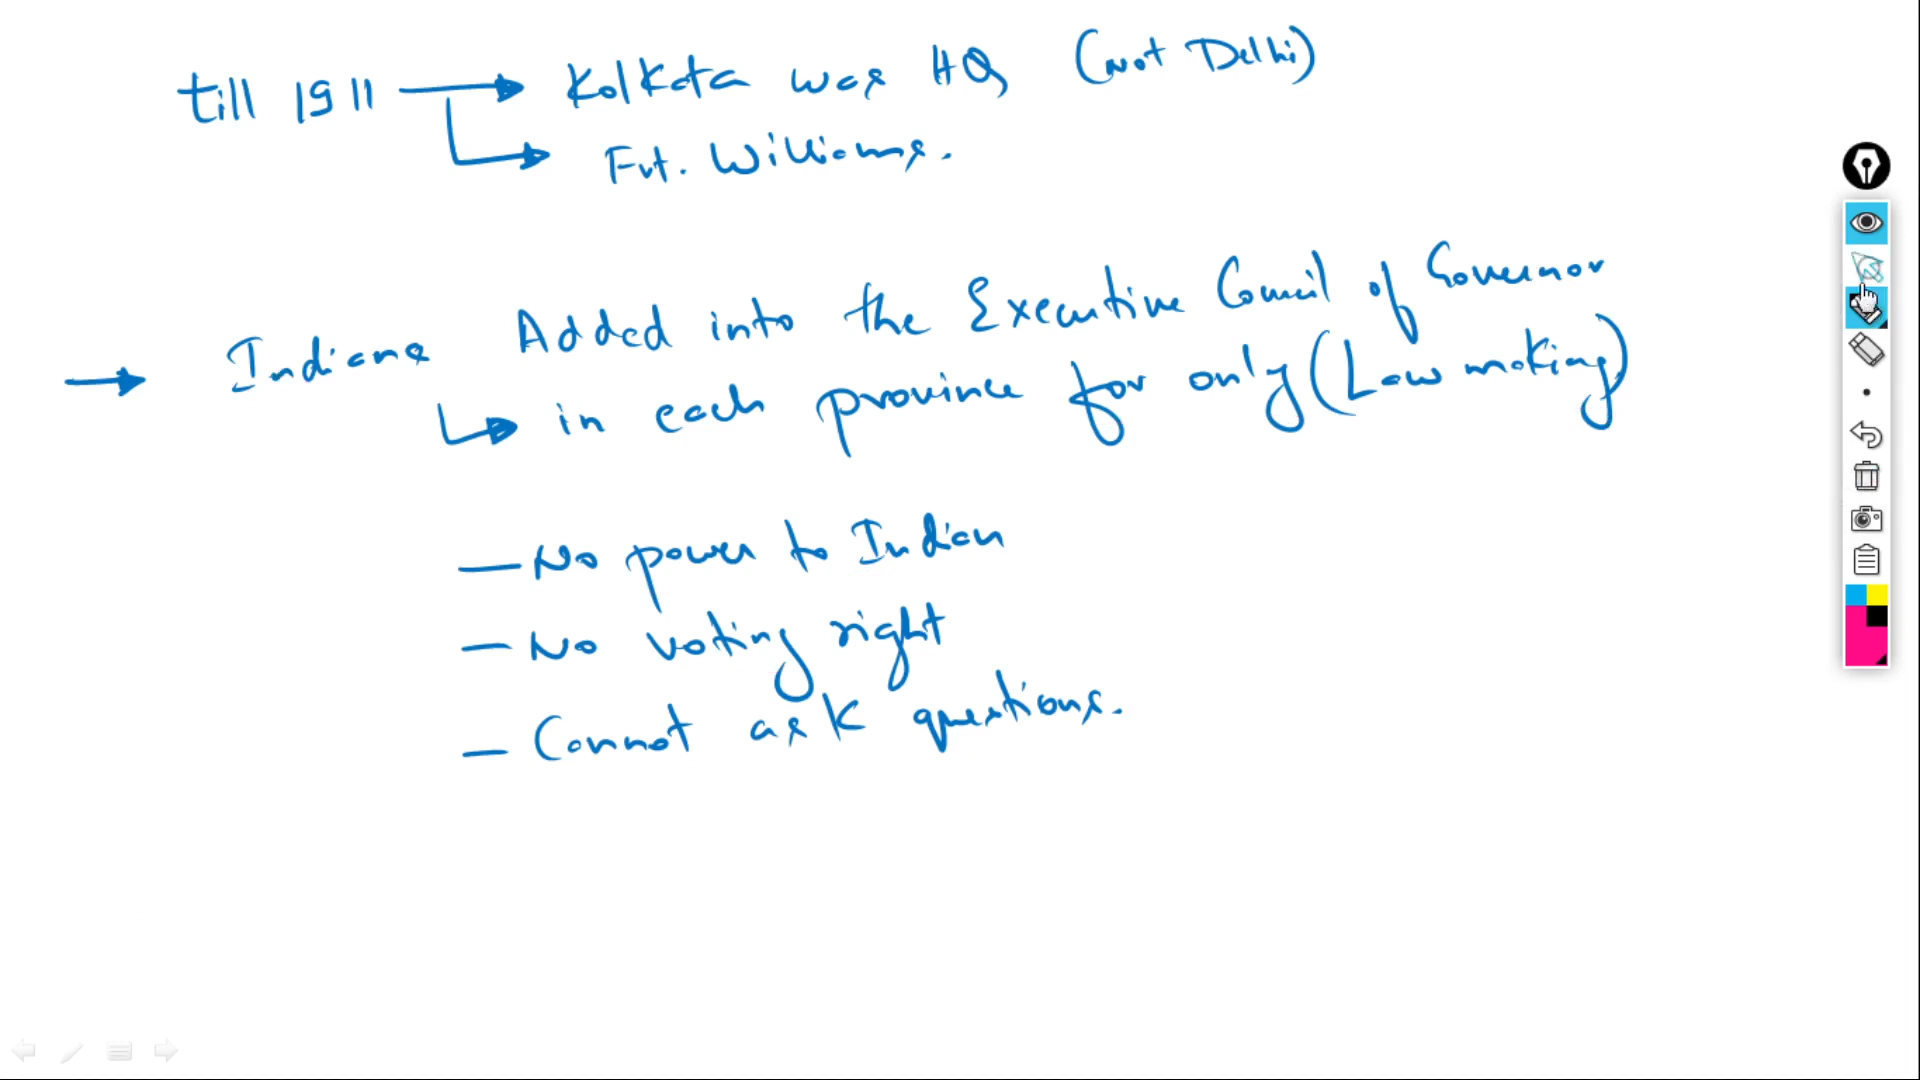 till 1911 → Kolkata was HQ (not Delhi)
→ Fvt. Williams.
→ Indians Added into the Executive Council of Governor
→ in each province for only (Law making)
— No power to Indian
— No voting right
— Cannot ask questions.